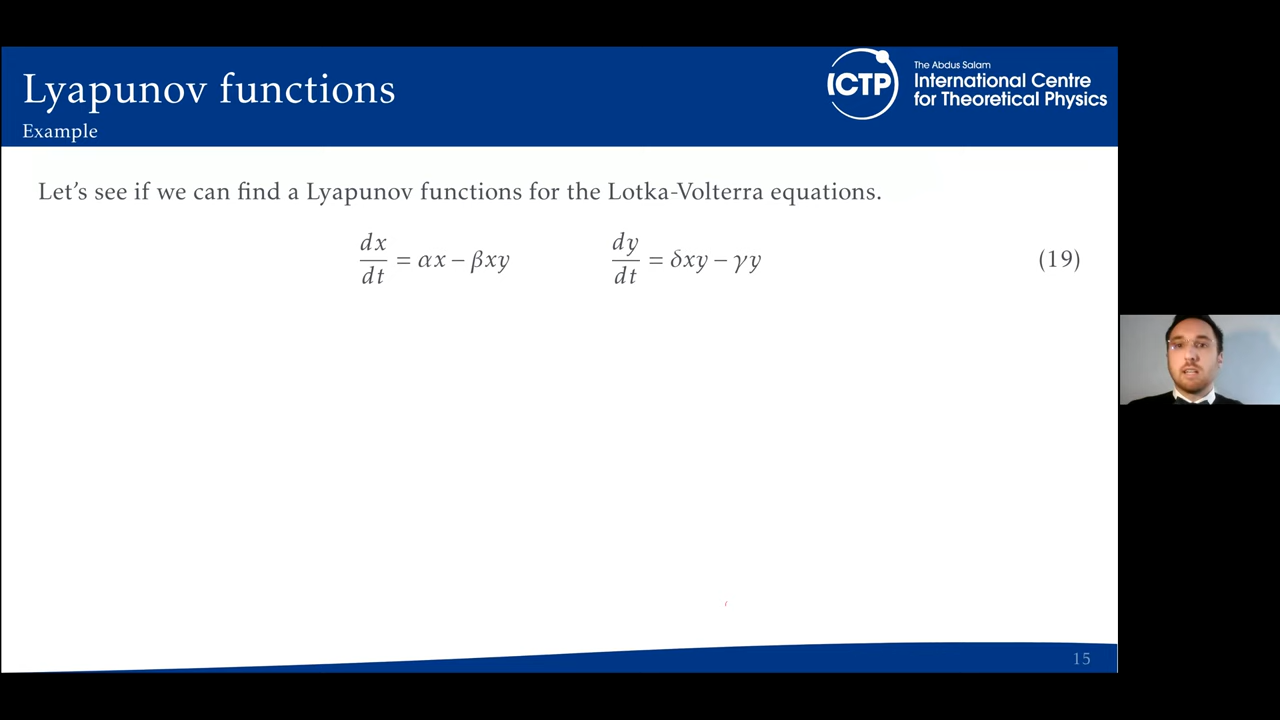 Lyapunov functions
Example
ICTP
The Abdus Salam
International Centre
for Theoretical Physics
Let's see if we can find a Lyapunov functions for the Lotka-Volterra equations.
dx/dt = αx − βxy dy/dt = δxy − γy (19)
15